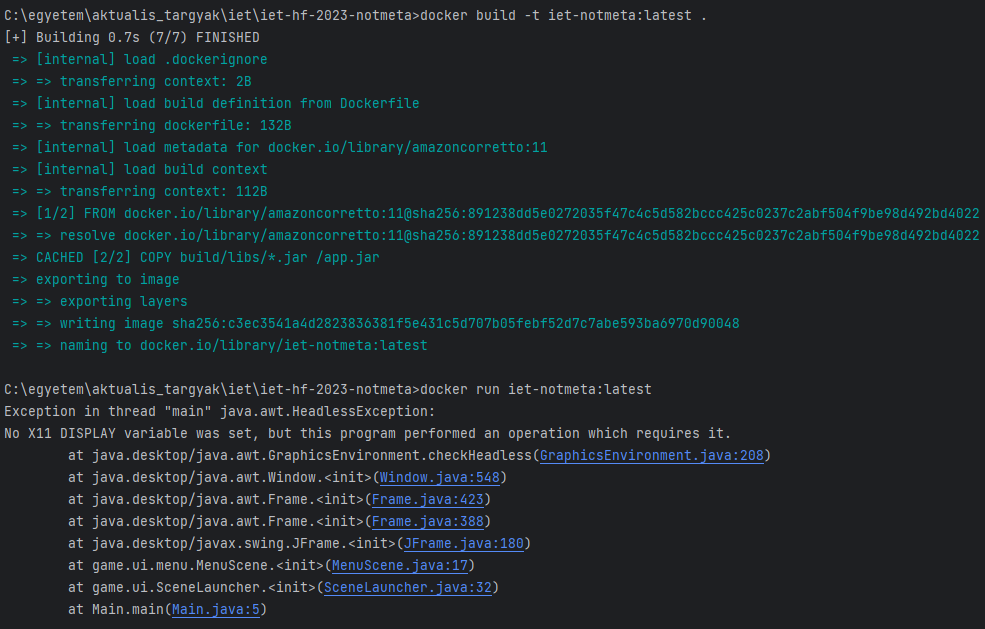 C:\egyetem\aktualis_targyak\iet\iet-hf-2023-notmeta>docker build -t iet-notmeta:latest .
[+] Building 0.7s (7/7) FINISHED
=> [internal] load .dockerignore
=> => transferring context: 2B
=> [internal] load build definition from Dockerfile
=> => transferring dockerfile: 132B
=> [internal] load metadata for docker.io/library/amazoncorretto:11
=> [internal] load build context
=> => transferring context: 112B
=> [1/2] FROM docker.io/library/amazoncorretto:11@sha256:891238dd5e0272035f47c4c5d582bccc425c0237c2abf504f9be98d492bd4022
=> => resolve docker.io/library/amazoncorretto:11@sha256:891238dd5e0272035f47c4c5d582bccc425c0237c2abf504f9be98d492bd4022
=> CACHED [2/2] COPY build/libs/*.jar /app.jar
=> exporting to image
=> => exporting layers
=> => writing image sha256:c3ec3541a4d2823836381f5e431c5d707b05febf52d7c7abe593ba6970d90048
=> => naming to docker.io/library/iet-notmeta:latest
C:\egyetem\aktualis_targyak\iet\iet-hf-2023-notmeta>docker run iet-notmeta:latest
Exception in thread "main" java.awt.HeadlessException:
No X11 DISPLAY variable was set, but this program performed an operation which requires it.
at java.desktop/java.awt.GraphicsEnvironment.checkHeadless(GraphicsEnvironment.java:208)
at java.desktop/java.awt.Window.<init>(Window.java:548)
at java.desktop/java.awt.Frame.<init>(Frame.java:423)
at java.desktop/java.awt.Frame.<init>(Frame.java:388)
at java.desktop/javax.swing.JFrame.<init>(JFrame.java:180)
at game.ui.menu.MenuScene.<init>(MenuScene.java:17)
at game.ui.SceneLauncher.<init>(SceneLauncher.java:32)
at Main.main(Main.java:5)